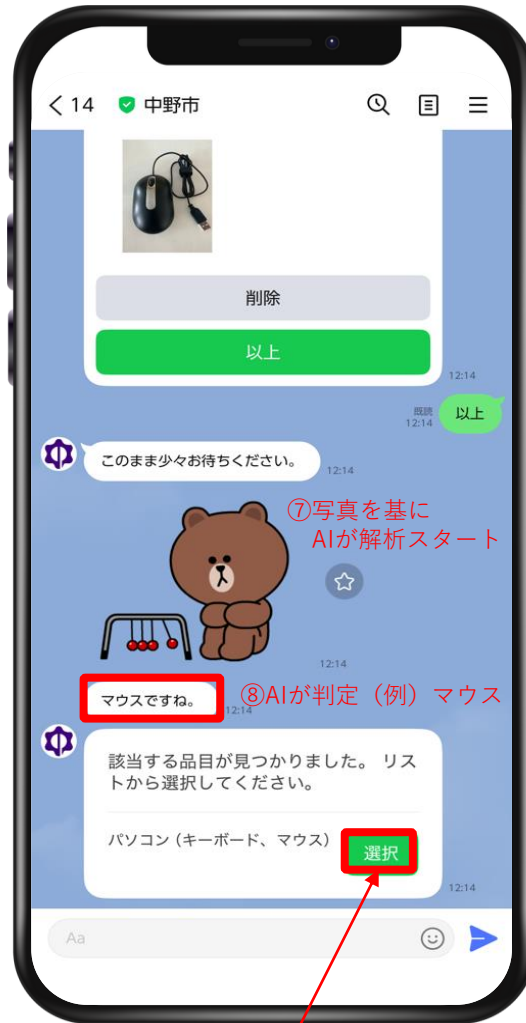 14 中野市
削除
以上
12:14
既読
12:14
以上
このまま少々お待ちください。
12:14
⑦写真を基に
AIが解析スタート
12:14
マウスですね。
12:14
⑧AIが判定（例）マウス
該当する品目が見つかりました。 リス
トから選択してください。
パソコン（キーボード、マウス）
選択
12:14
Aa